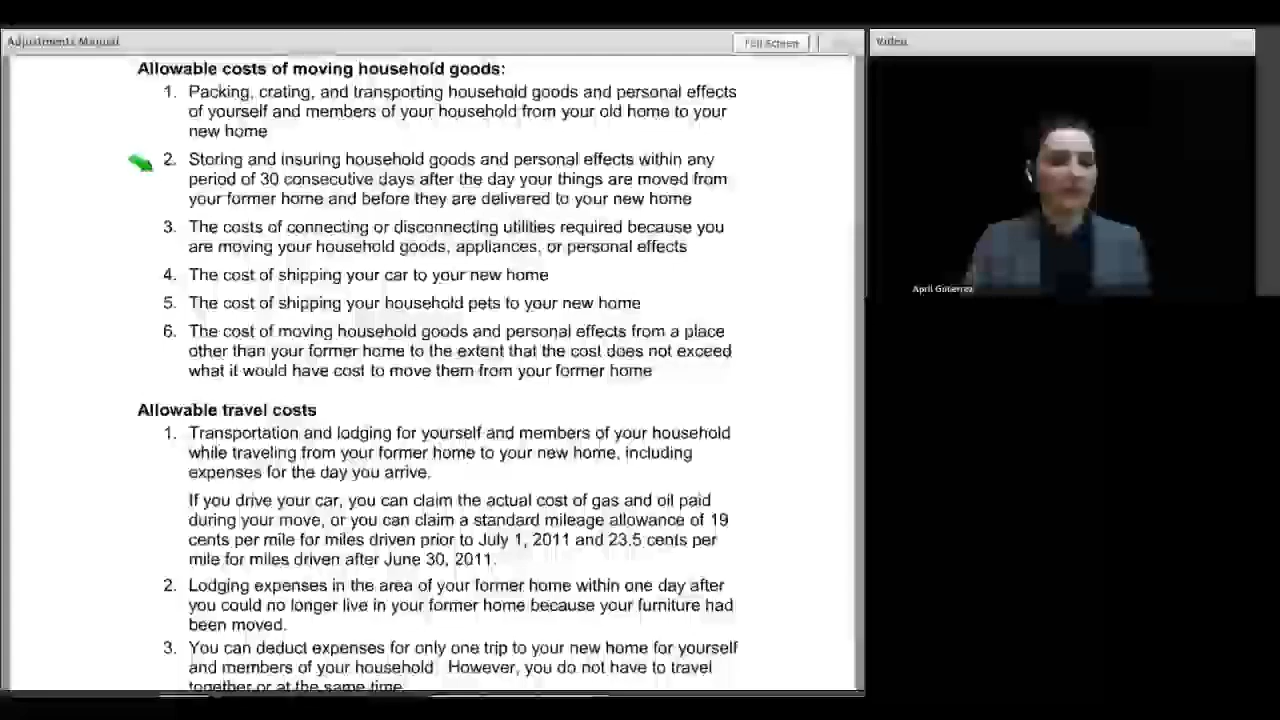 Adjustments Manual
Full Screen
Video
Allowable costs of moving household goods:
1. Packing, crating, and transporting household goods and personal effects
of yourself and members of your household from your old home to your
new home
2. Storing and insuring household goods and personal effects within any
period of 30 consecutive days after the day your things are moved from
your former home and before they are delivered to your new home
3. The costs of connecting or disconnecting utilities required because you
are moving your household goods, appliances, or personal effects
4. The cost of shipping your car to your new home
5. The cost of shipping your household pets to your new home
6. The cost of moving household goods and personal effects from a place
other than your former home to the extent that the cost does not exceed
what it would have cost to move them from your former home
Allowable travel costs
1. Transportation and lodging for yourself and members of your household
while traveling from your former home to your new home, including
expenses for the day you arrive.
If you drive your car, you can claim the actual cost of gas and oil paid
during your move, or you can claim a standard mileage allowance of 19
cents per mile for miles driven prior to July 1, 2011 and 23.5 cents per
mile for miles driven after June 30, 2011.
2. Lodging expenses in the area of your former home within one day after
you could no longer live in your former home because your furniture had
been moved.
3. You can deduct expenses for only one trip to your new home for yourself
and members of your household However, you do not have to travel
together or at the same time
April Gutierrez